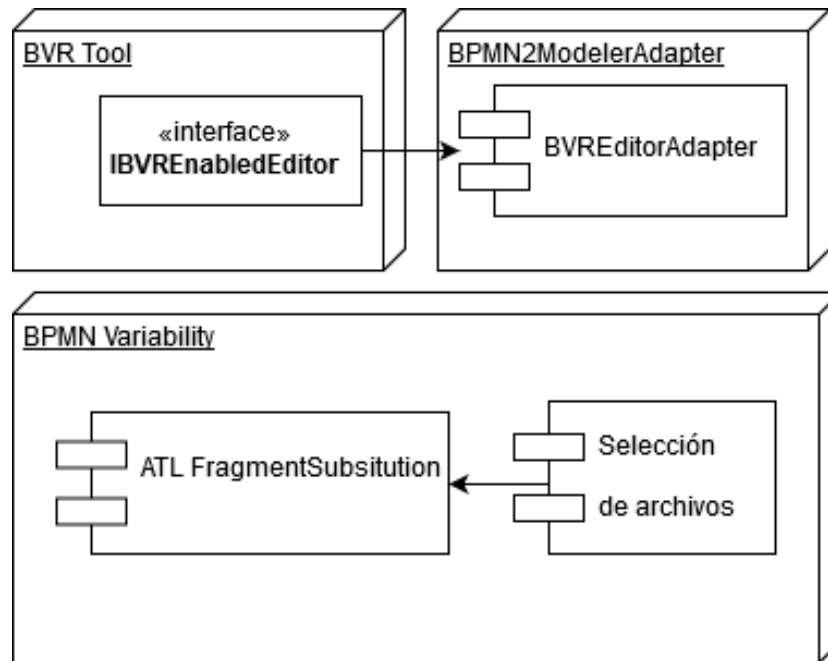 BVR Tool
«interface»
IBVREnabledEditor
BPMN2ModelerAdapter
BVREditorAdapter
BPMN Variability
ATL FragmentSubsitution
Selección
de archivos